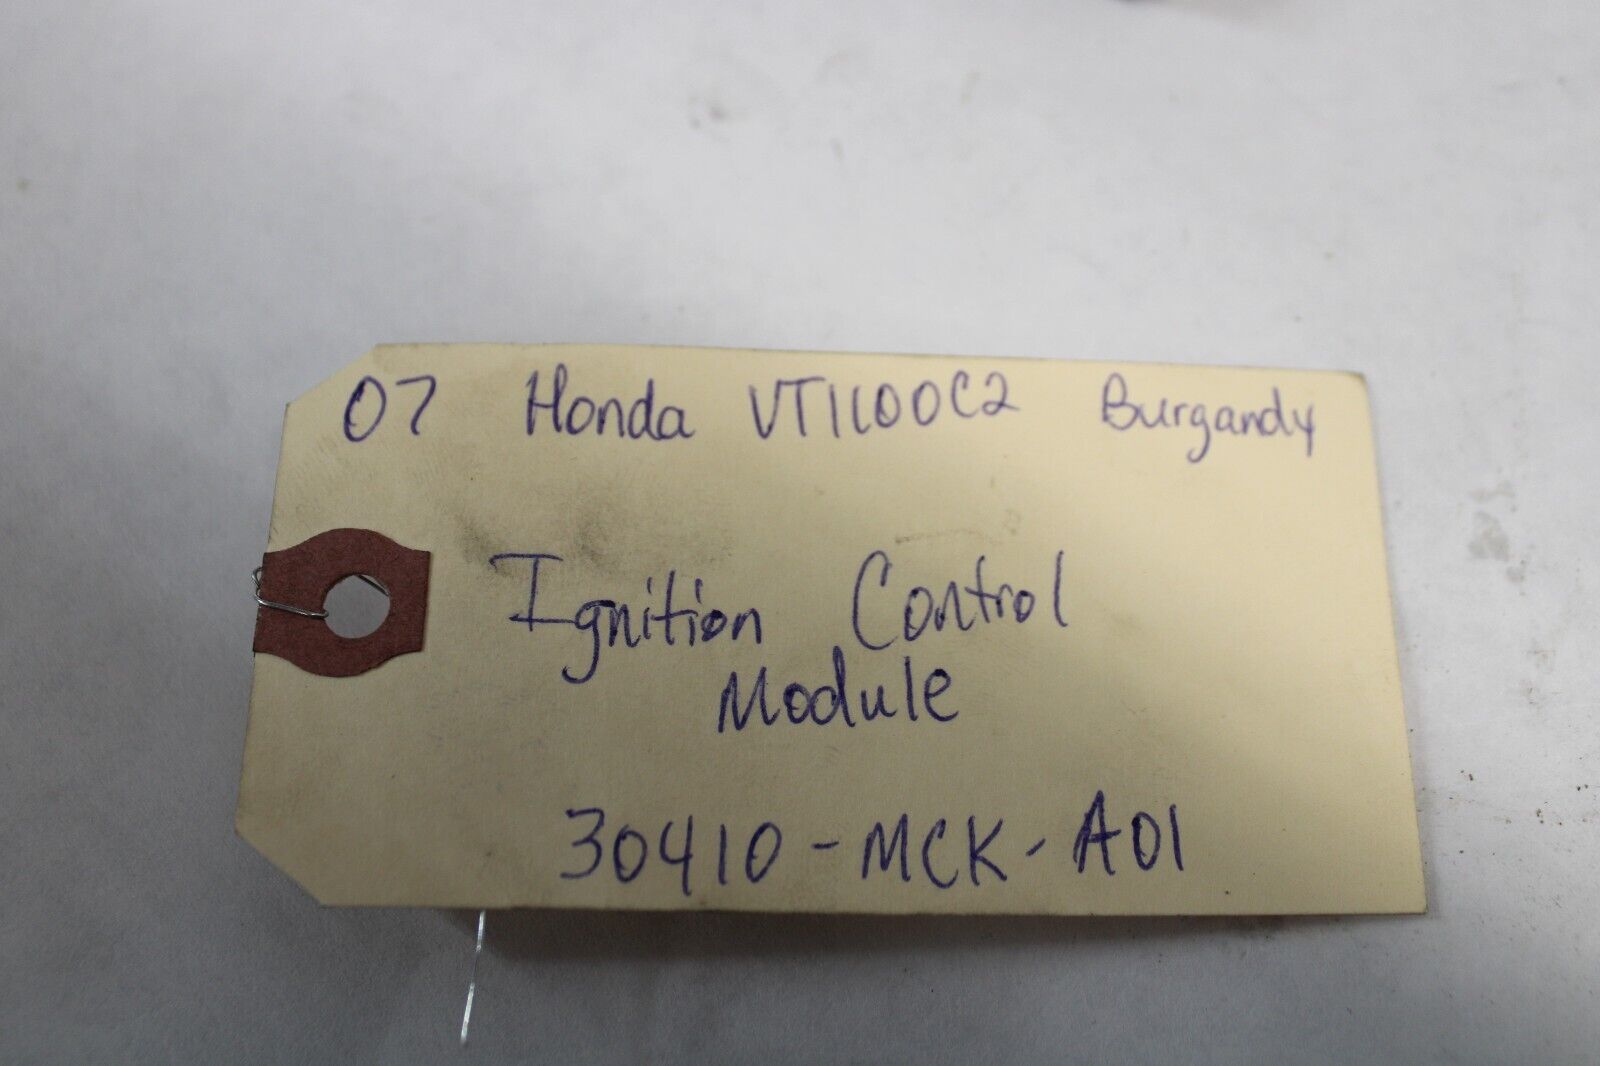 07 Honda VT1100C2 Burgandy
Ignition Control
Module
30410-MCK-A01